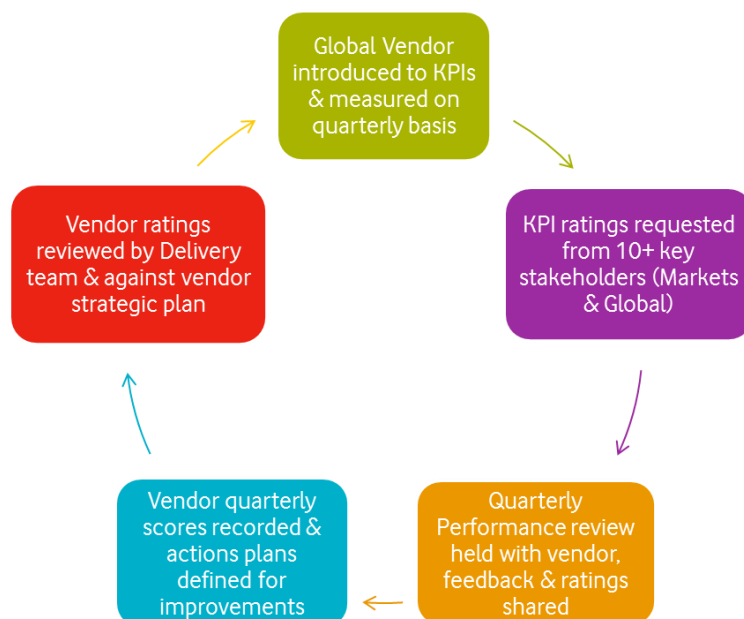 Global Vendor
introduced to KPIs
& measured on
quarterly basis
KPI ratings requested
from 10+ key
stakeholders (Markets
& Global)
Quarterly
Performance review
held with vendor,
feedback & ratings
shared
Vendor quarterly
scores recorded &
actions plans
defined for
improvements
Vendor ratings
reviewed by Delivery
team & against vendor
strategic plan